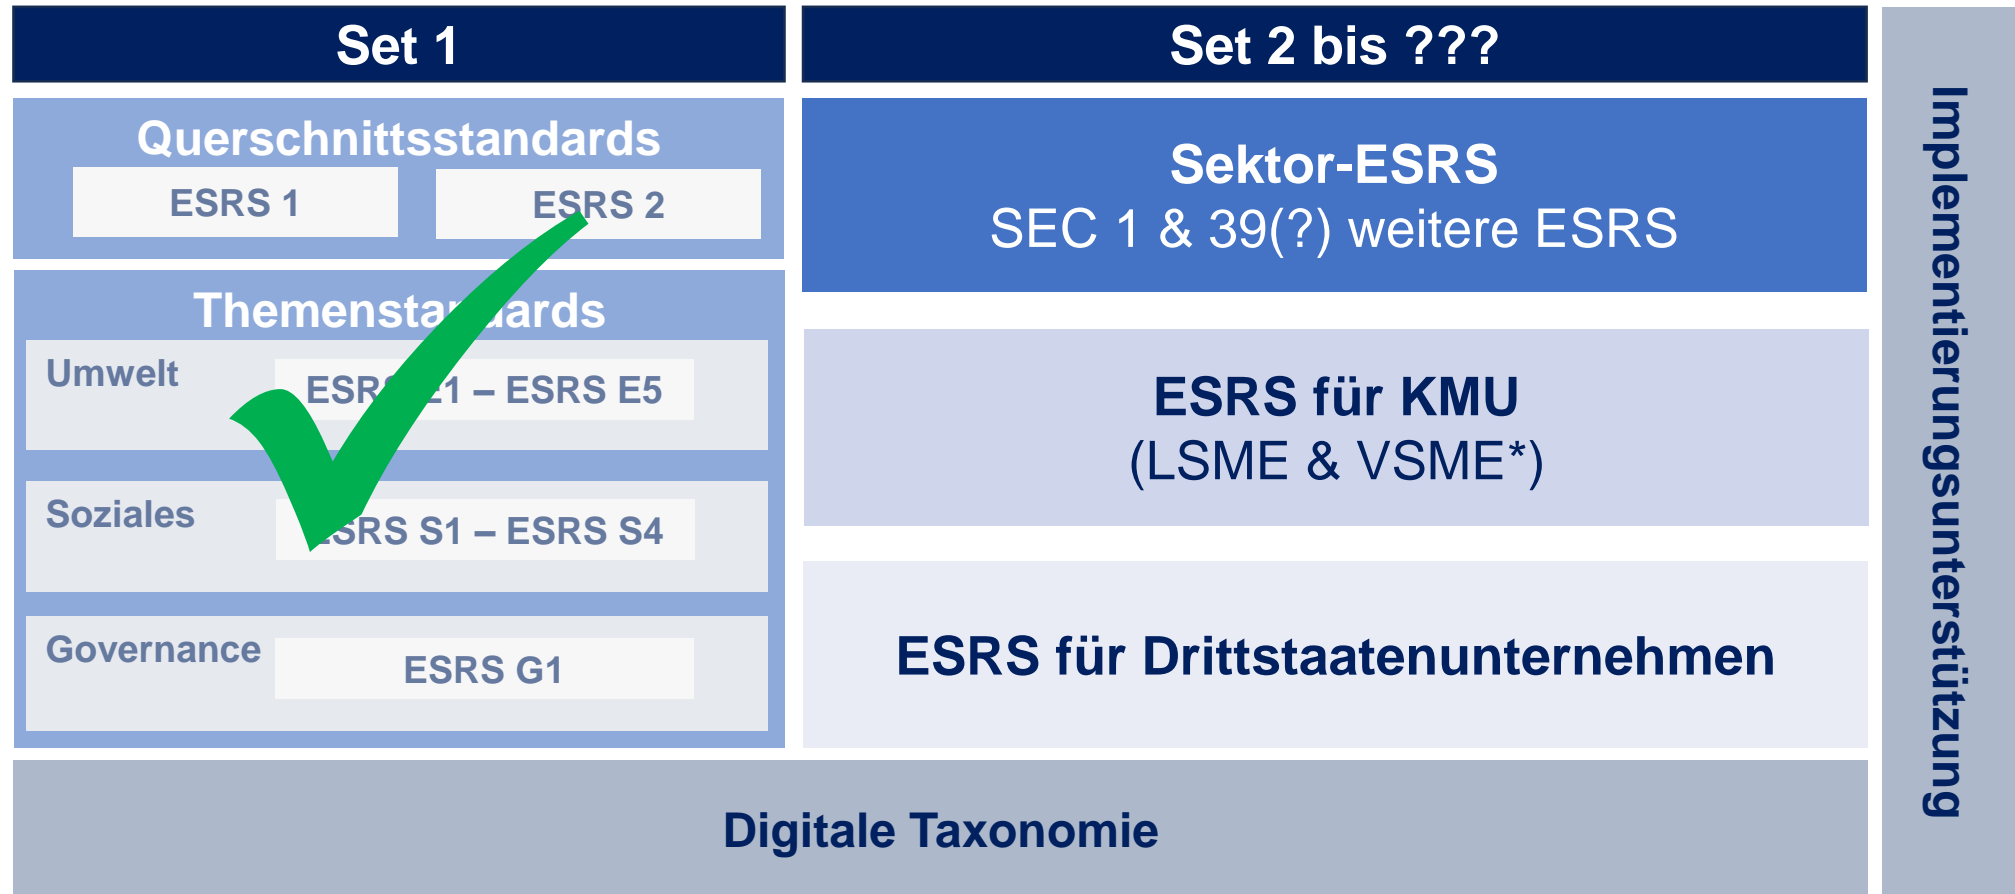 Set 1
Querschnittsstandards
ESRS 1
ESRS 2
Themenstandards
Umwelt
ESRS E1 – ESRS E5
Soziales
ESRS S1 – ESRS S4
Governance
ESRS G1
Set 2 bis ???
Sektor-ESRS
SEC 1 & 39(?) weitere ESRS
ESRS für KMU
(LSME & VSME*)
ESRS für Drittstaatenunternehmen
Digitale Taxonomie
Implementierungsunterstützung